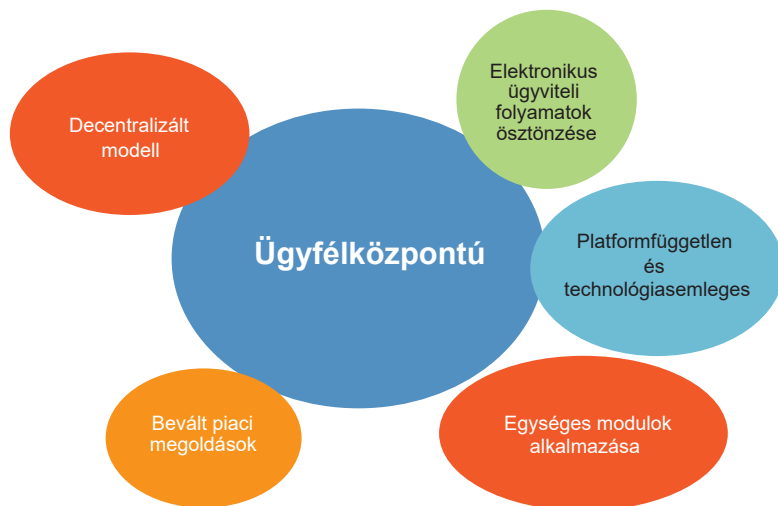 Elektronikus
ügyviteli
folyamatok
ösztönzése
Decentralizált
modell
Ügyfélközpontú
Platformfüggetlen
és
technológiasemleges
Bevált piaci
megoldások
Egységes modulok
alkalmazása